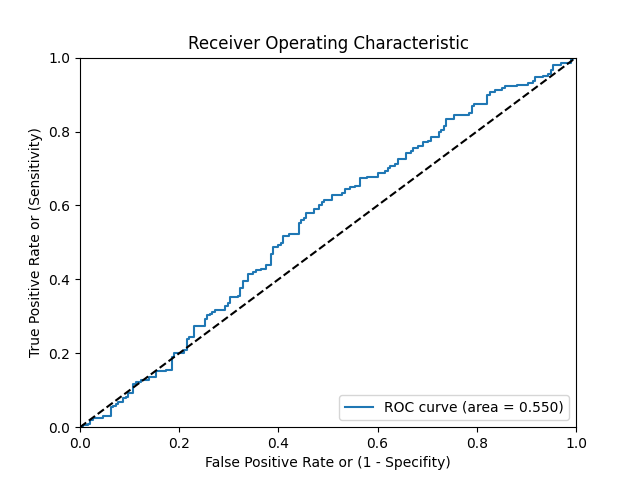 Receiver Operating Characteristic
1.0
0.8
0.6
0.4
0.2
0.0
True Positive Rate or (Sensitivity)
ROC curve (area = 0.550)
0.0 0.2 0.4 0.6 0.8 1.0
False Positive Rate or (1 - Specifity)